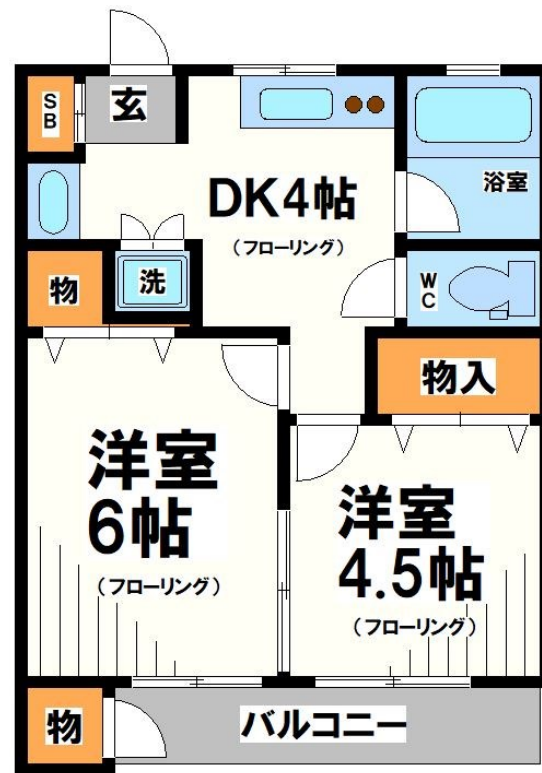 SB
玄
DK4帖
(フローリング)
浴室
物
洗
WC
物入
洋室
6帖
(フローリング)
洋室
4.5帖
(フローリング)
物
バルコニー